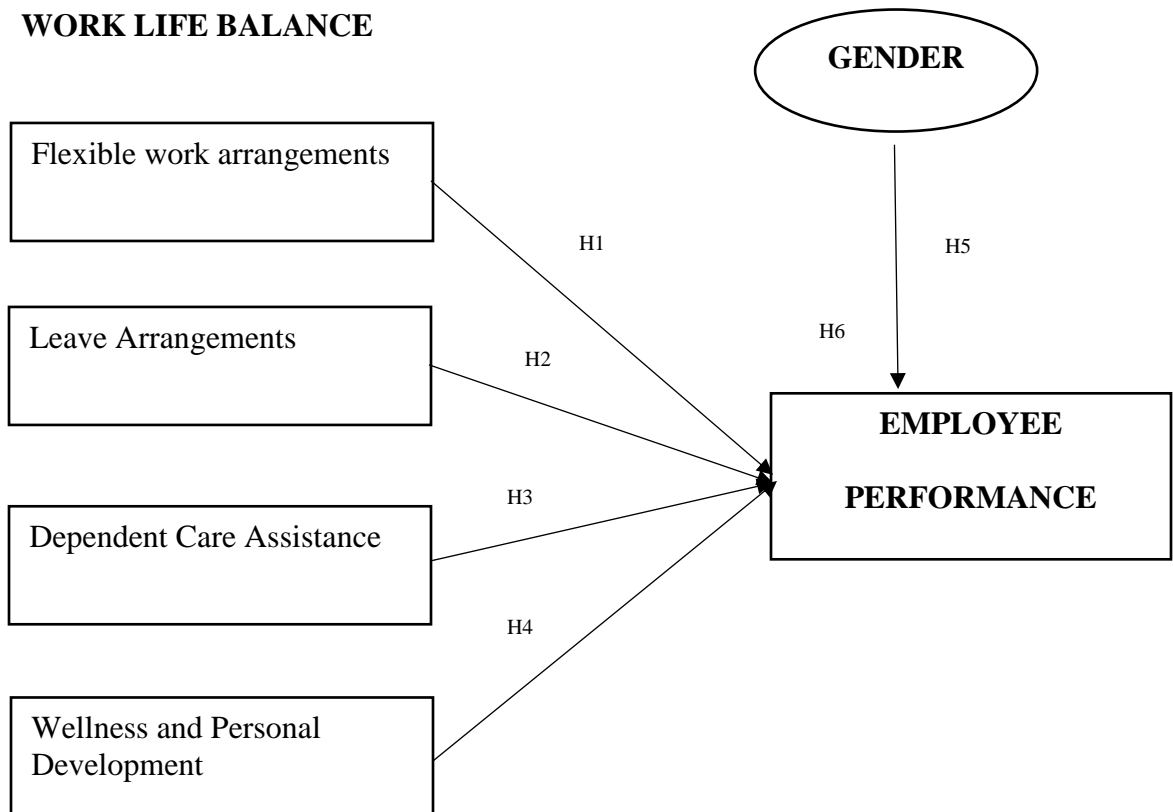 WORK LIFE BALANCE
GENDER
Flexible work arrangements
H1
H5
Leave Arrangements
H2
H6
EMPLOYEE
PERFORMANCE
H3
Dependent Care Assistance
H4
Wellness and Personal
Development